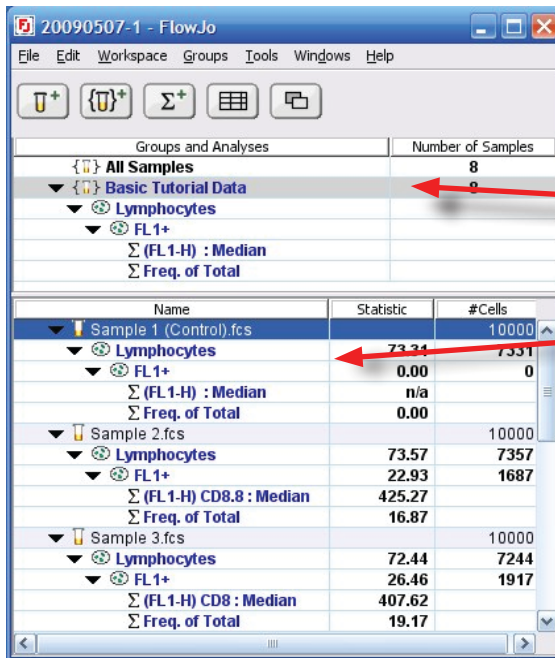 20090507-1 - FlowJo
File Edit Workspace Groups Tools Windows Help
Groups and Analyses Number of Samples
{ } All Samples 8
{ } Basic Tutorial Data 8
Lymphocytes
FL1+
Σ (FL1-H) : Median
Σ Freq. of Total
Name Statistic #Cells
Sample 1 (Control).fcs 10000
Lymphocytes 73.31 7331
FL1+ 0.00 0
Σ (FL1-H) : Median n/a
Σ Freq. of Total 0.00
Sample 2.fcs 10000
Lymphocytes 73.57 7357
FL1+ 22.93 1687
Σ (FL1-H) CD8.8 : Median 425.27
Σ Freq. of Total 16.87
Sample 3.fcs 10000
Lymphocytes 72.44 7244
FL1+ 26.46 1917
Σ (FL1-H) CD8 : Median 407.62
Σ Freq. of Total 19.17